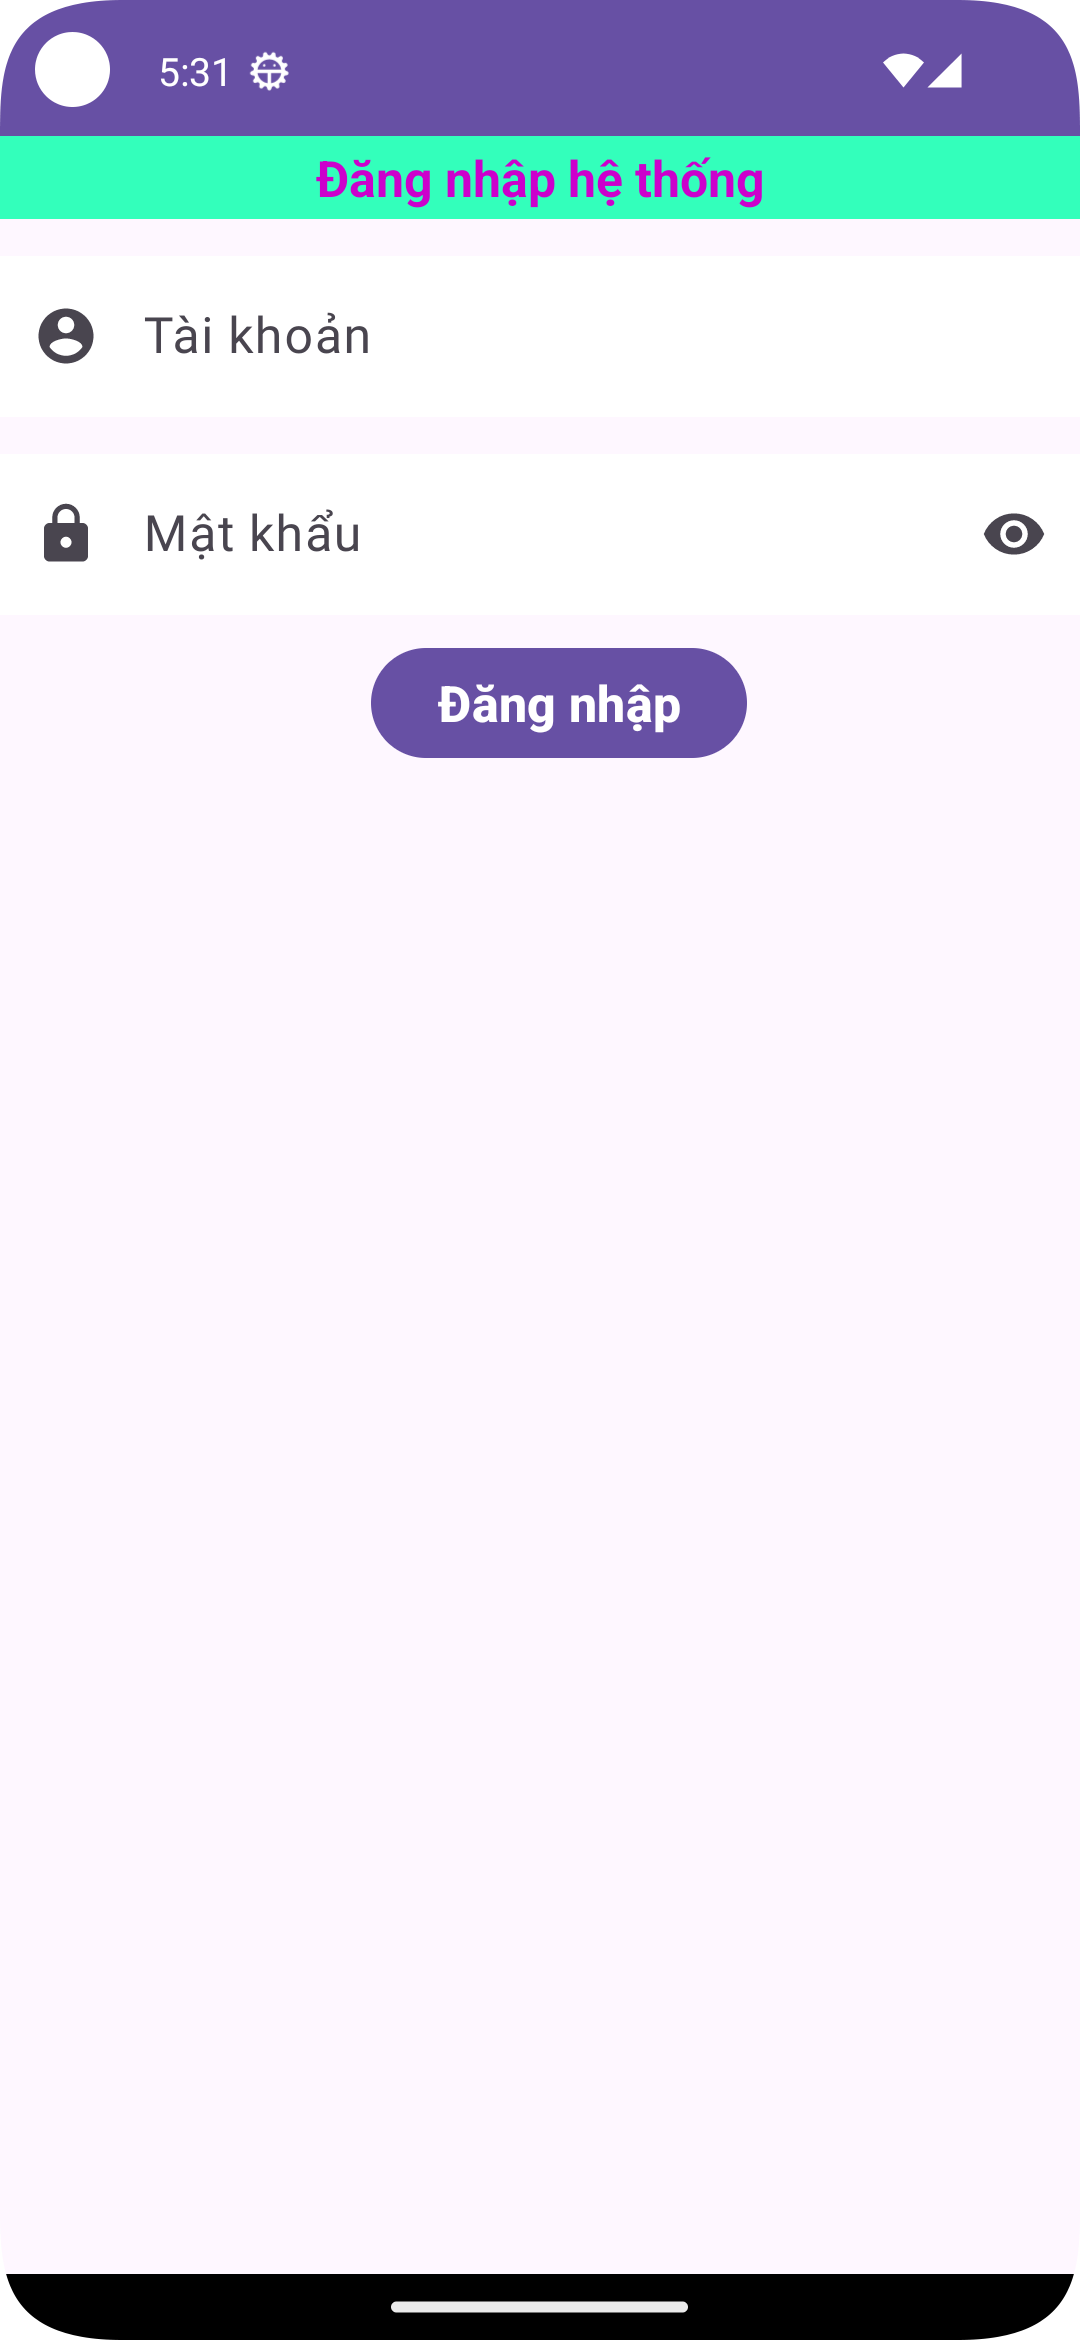 5:31
Đăng nhập hệ thống
Tài khoản
Mật khẩu
Đăng nhập